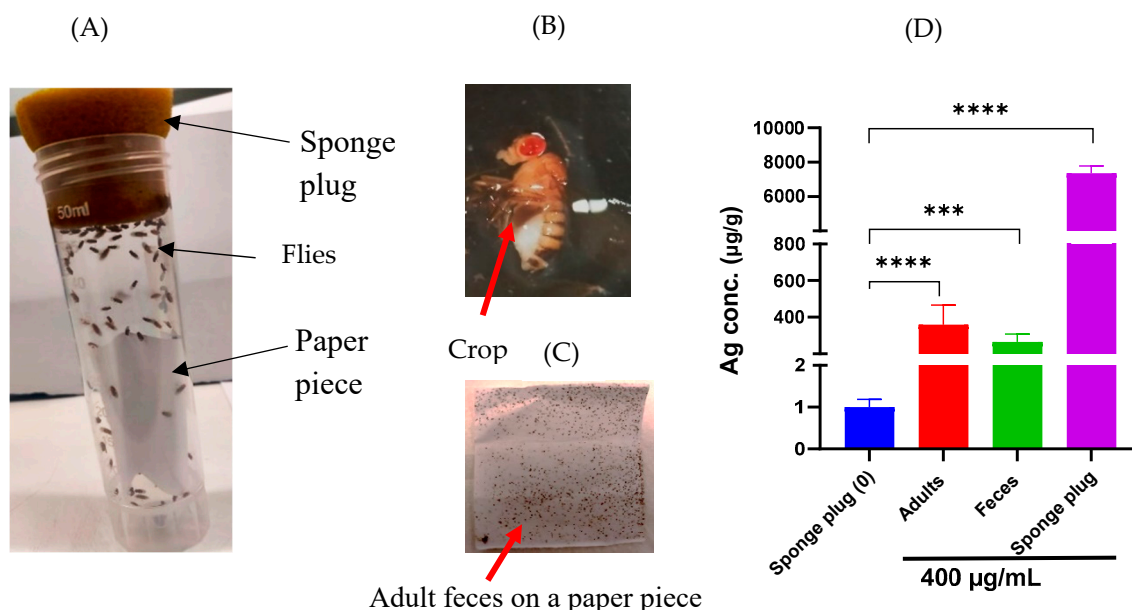 (A)
Sponge
plug
50ml
Flies
Paper
piece
(B)
Crop
(C)
Adult feces on a paper piece
(D)
****
***
****
Ag conc. (µg/g)
10000
8000
6000
800
600
400
200
2
1
0
Sponge plug (0)
Adults
Feces
Sponge plug
400 µg/mL